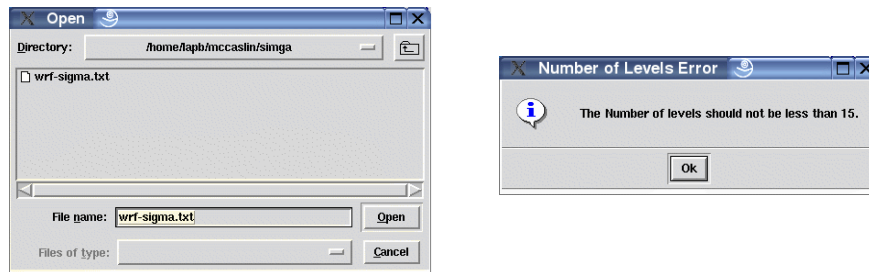 Open
Directory: /home/lapb/mccaslin/simga
wrf-sigma.txt
File name: wrf-sigma.txt Open
Files of type: Cancel
Number of Levels Error
The Number of levels should not be less than 15.
Ok